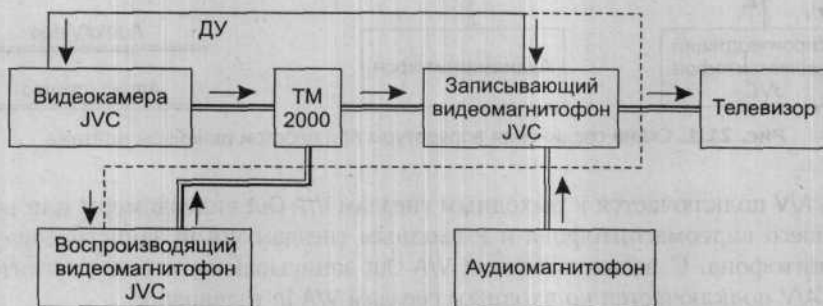 ДУ
Видеокамера
JVC
ТМ
2000
Записывающий
видеомагнитофон
JVC
Телевизор
Воспроизводящий
видеомагнитофон
JVC
Аудиомагнитофон